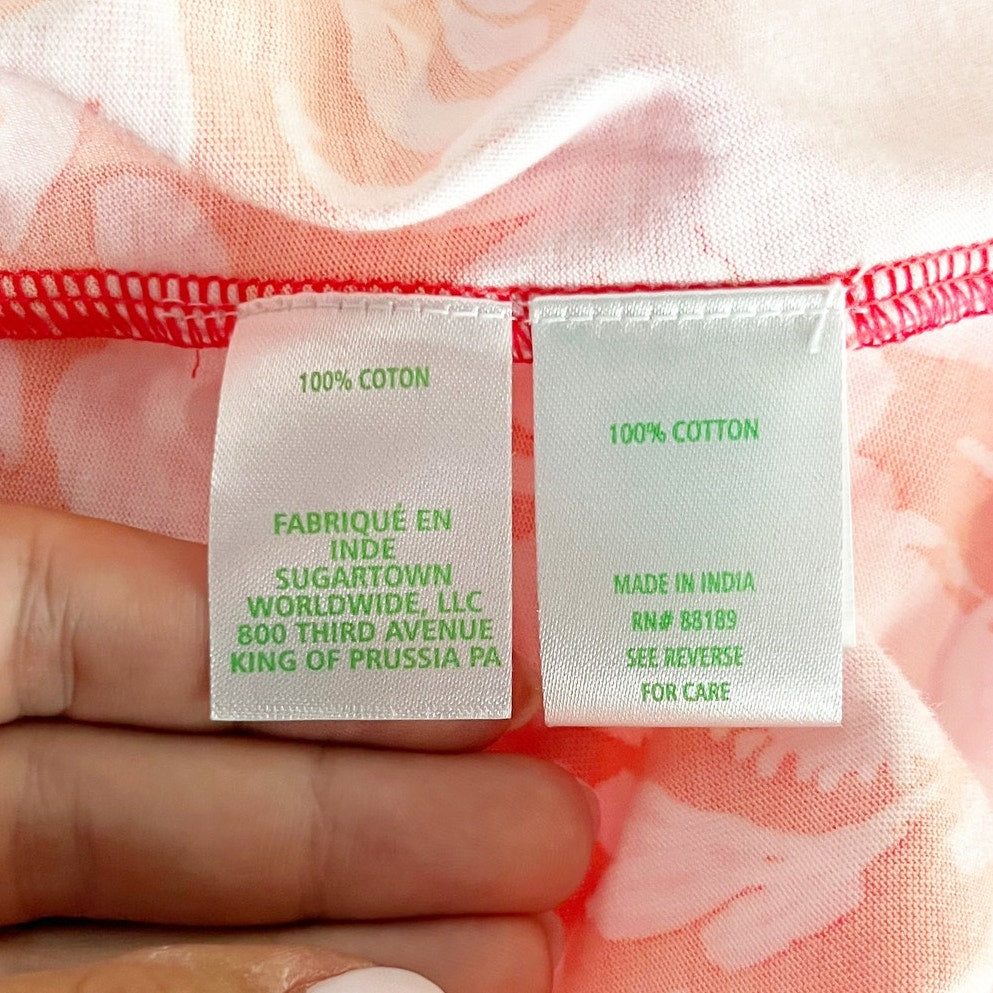 100% COTON
FABRIQUÉ EN
INDE
SUGARTOWN
WORLDWIDE, LLC
800 THIRD AVENUE
KING OF PRUSSIA PA
100% COTTON
MADE IN INDIA
RN# 88189
SEE REVERSE
FOR CARE